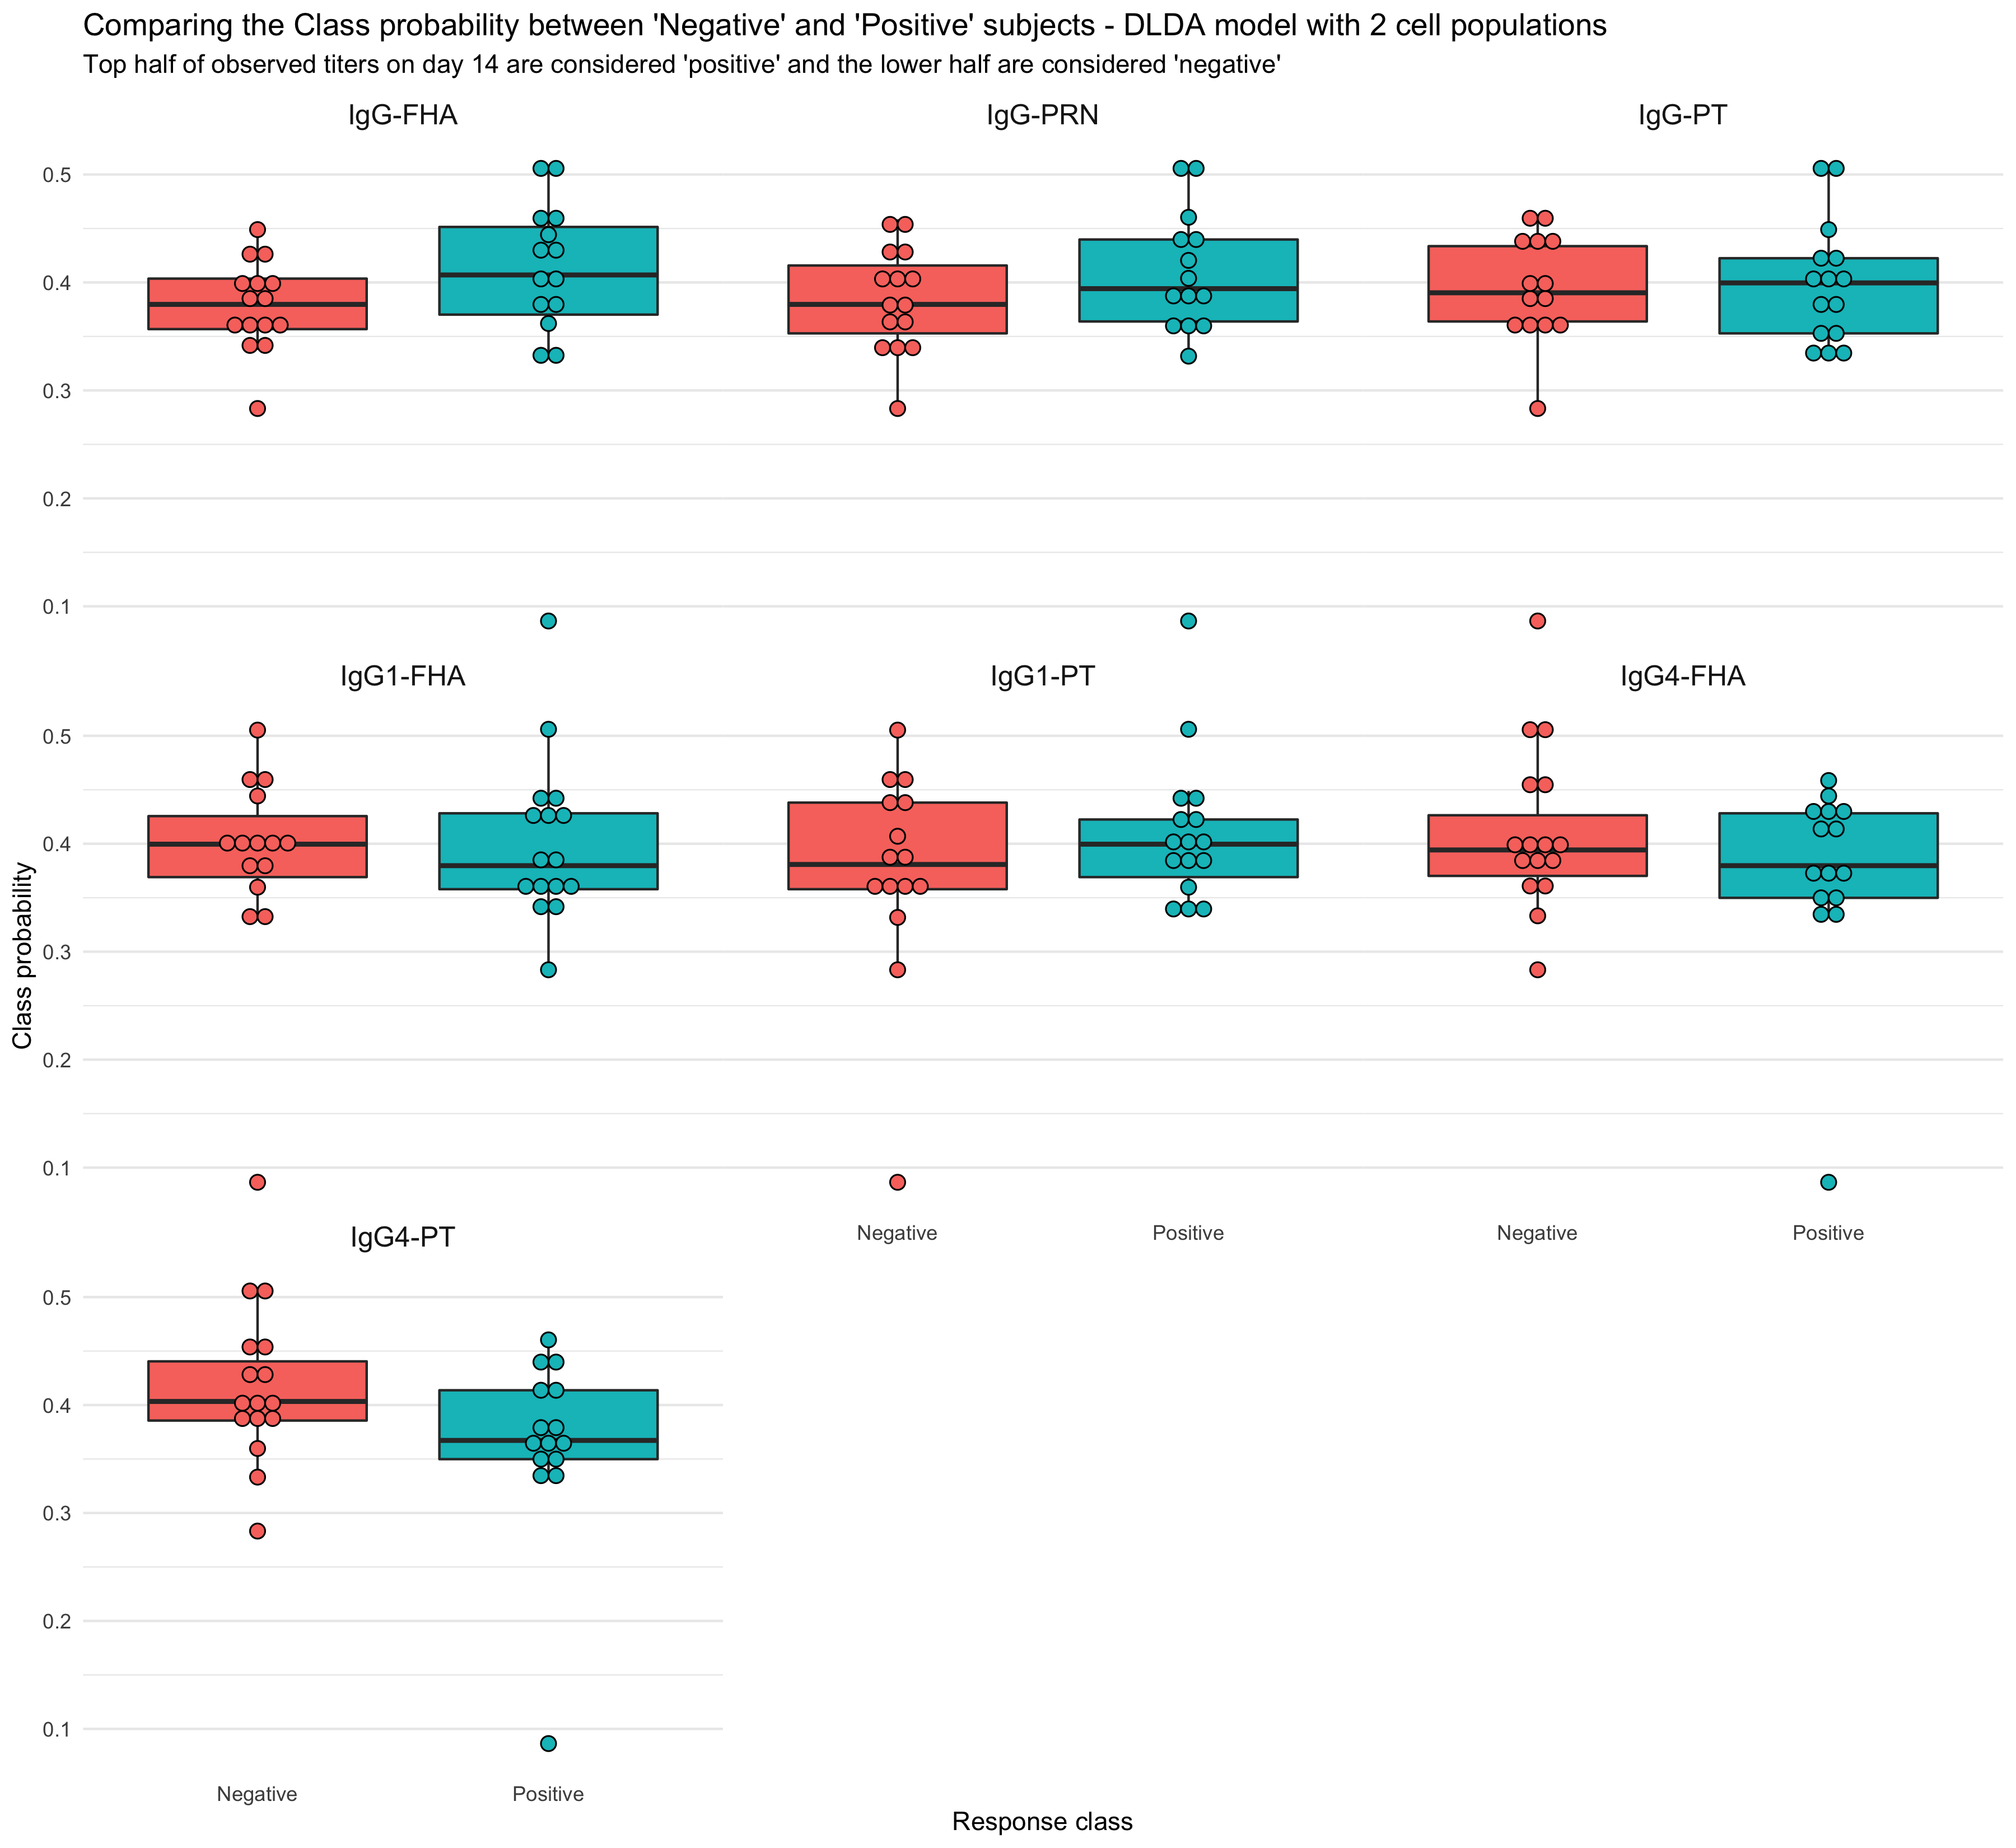 Comparing the Class probability between 'Negative' and 'Positive' subjects - DLDA model with 2 cell populations
Top half of observed titers on day 14 are considered 'positive' and the lower half are considered 'negative'
IgG-FHA
IgG-PRN
IgG-PT
0.5
0.4
0.3
0.2
0.1
IgG1-FHA
IgG1-PT
IgG4-FHA
0.5
0.4
0.3
0.2
0.1
Class probability
Negative
Positive
Negative
Positive
IgG4-PT
0.5
0.4
0.3
0.2
0.1
Negative
Positive
Response class